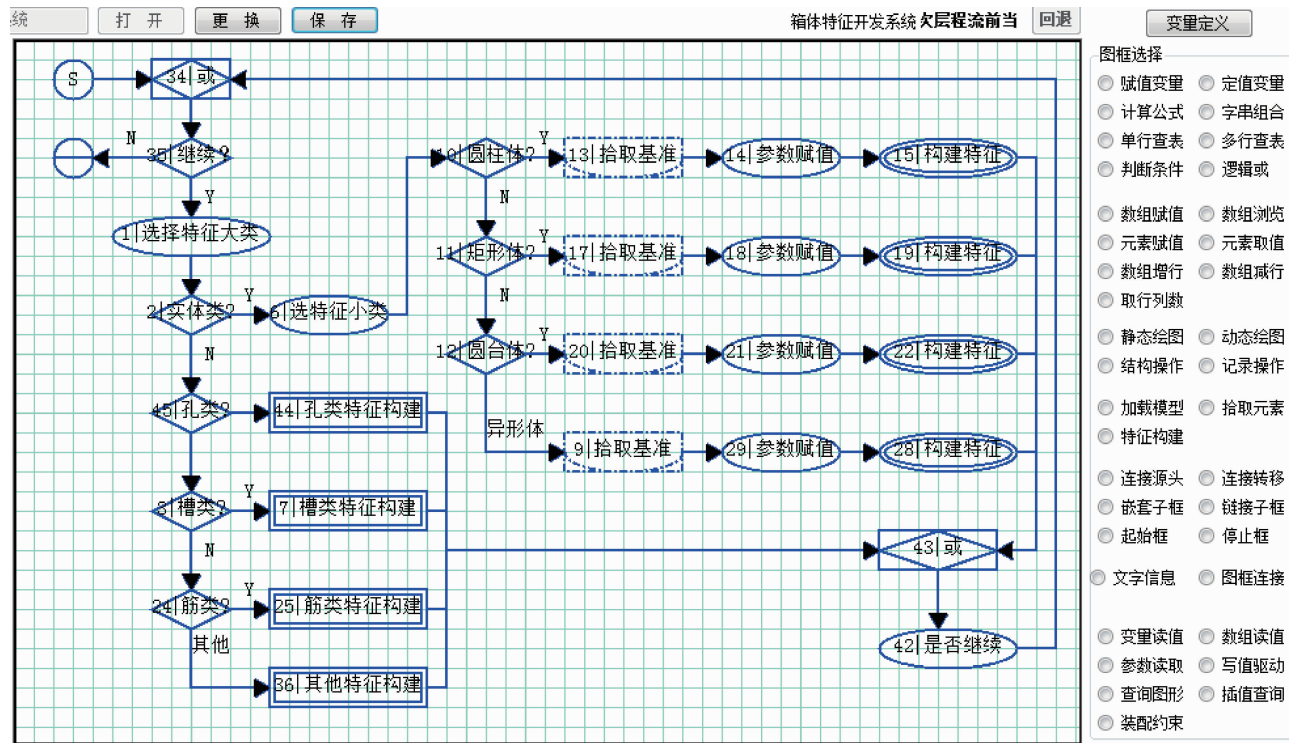 统 打 开 更 换 保 存 箱体特征开发系统 欠层程流前当 回退 变量定义
图框选择
S 34|或 赋值变量 定值变量
计算公式 字串组合
N 35|继续? 10|圆柱体? Y 13|拾取基准 14|参数赋值 15|构建特征 单行查表 多行查表
判断条件 逻辑或
Y N
1|选择特征大类 数组赋值 数组浏览
11|矩形体? Y 17|拾取基准 18|参数赋值 19|构建特征 元素赋值 元素取值
数组增行 数组减行
N 取行列数
2|实体类? Y 6|选特征小类
静态绘图 动态绘图
N 12|圆台体? Y 20|拾取基准 21|参数赋值 22|构建特征
结构操作 记录操作
45|孔类? 44|孔类特征构建 加载模型 拾取元素
异形体 特征构建
9|拾取基准 29|参数赋值 28|构建特征
连接源头 连接转移
8|槽类? Y 7|槽类特征构建 嵌套子框 链接子框
起始框 停止框
N 43|或
文字信息 图框连接
24|筋类? Y 25|筋类特征构建
其他 变量读值 数组读值
42|是否继续
参数读取 写值驱动
36|其他特征构建 查询图形 插值查询
装配约束